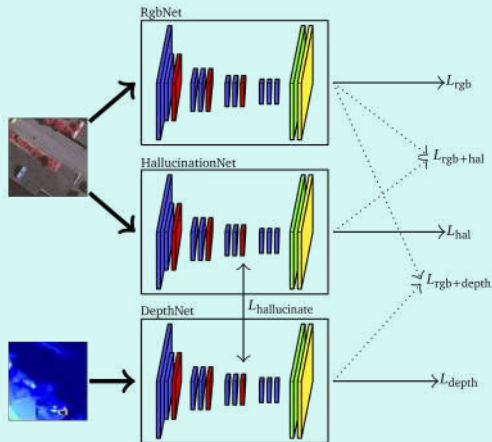 RgbNet
L_rgb
L_rgb+hal
HallucinationNet
L_hal
L_rgb+depth
L_hallucinate
DepthNet
L_depth